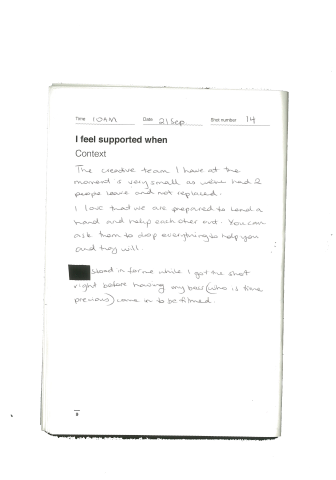 Time 10AM Date 21 Sep Shot number 14
I feel supported when
Context
The creative team I have at the
moment is very small as we've had 2
people leave and not replaced.
I love that we are prepared to lend a
hand and help each other out. You can
ask them to drop everything to help you
and they will.
stood in for me while I got the shot
right before having my boss (who is time
precious) come in to be filmed.
8